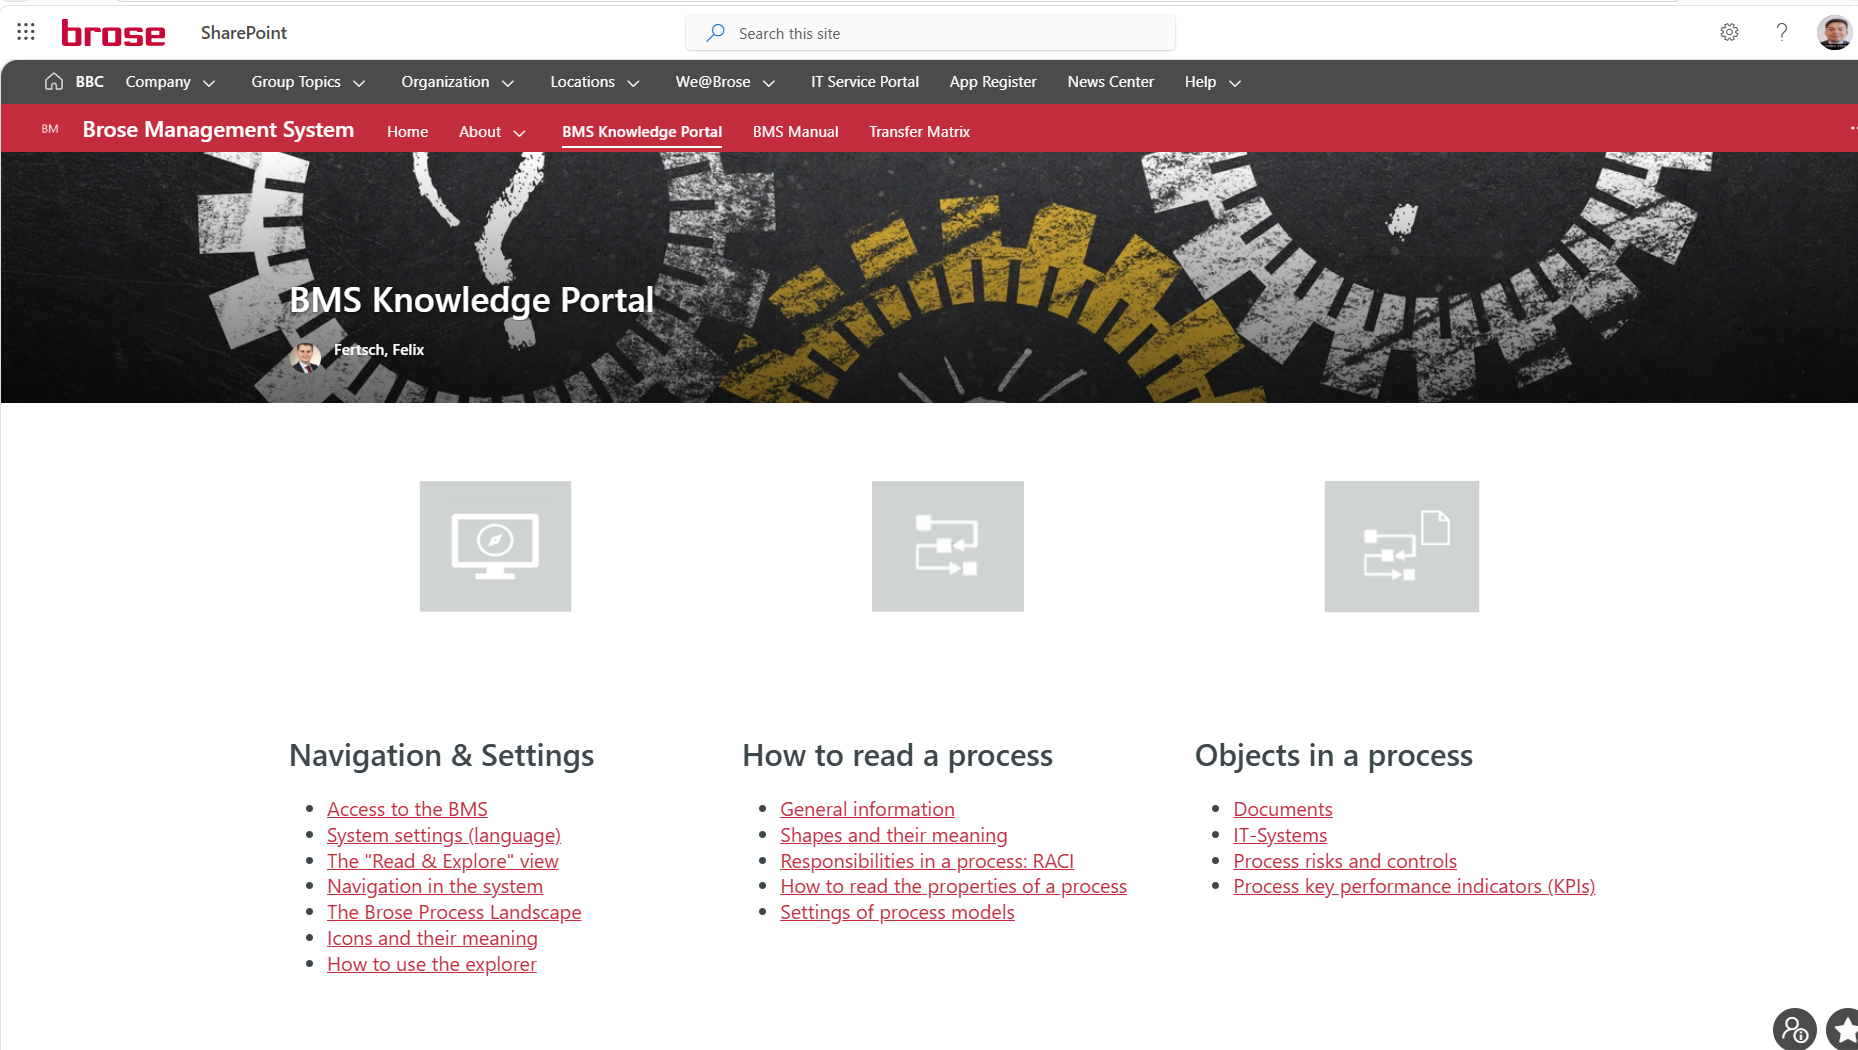 brose
SharePoint
Search this site
BBC
Company
Group Topics
Organization
Locations
We@Brose
IT Service Portal
App Register
News Center
Help
BM
Brose Management System
Home
About
BMS Knowledge Portal
BMS Manual
Transfer Matrix
BMS Knowledge Portal
Fertsch, Felix
Navigation & Settings
Access to the BMS
System settings (language)
The "Read & Explore" view
Navigation in the system
The Brose Process Landscape
Icons and their meaning
How to use the explorer
How to read a process
General information
Shapes and their meaning
Responsibilities in a process: RACI
How to read the properties of a process
Settings of process models
Objects in a process
Documents
IT-Systems
Process risks and controls
Process key performance indicators (KPIs)